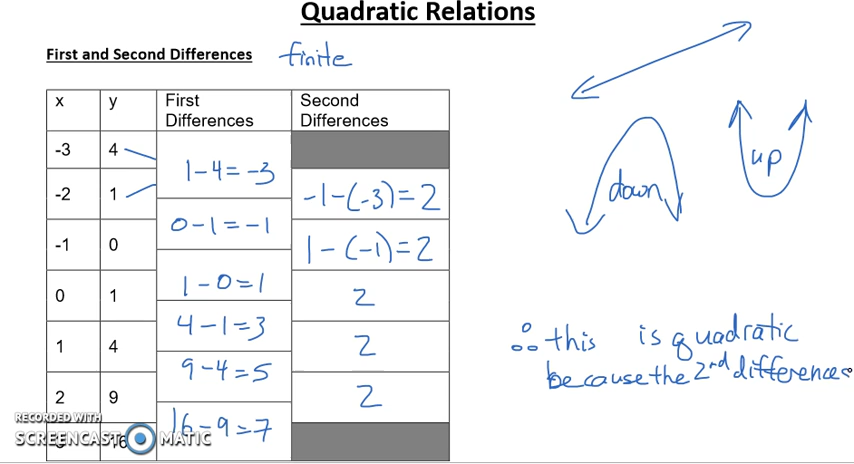 Quadratic Relations
First and Second Differences finite
x y First Differences Second Differences
-3 4
1-4=-3
-2 1
-1-(-3)=2
0-1=-1
-1 0
1-(-1)=2
1-0=1
0 1
2
4-1=3
1 4
2
9-4=5
2 9
2
16-9=7
16
down
up
∴ this is quadratic
because the 2nd differences
RECORDED WITH
SCREENCAST MATIC